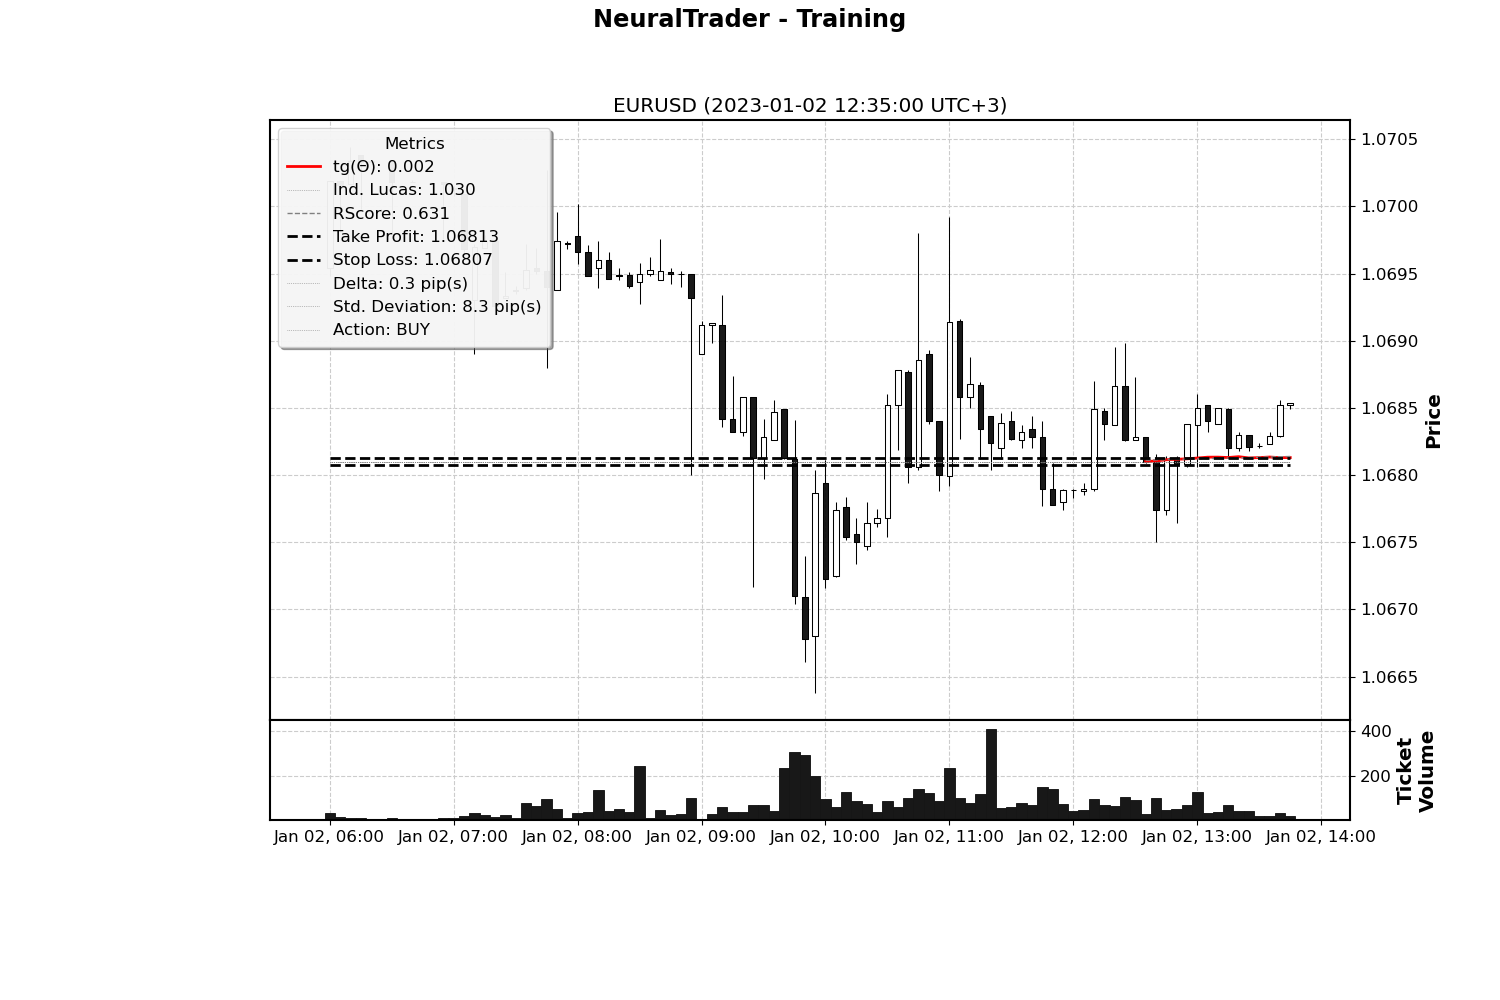 NeuralTrader - Training
EURUSD (2023-01-02 12:35:00 UTC+3)
Metrics
tg(Θ): 0.002
Ind. Lucas: 1.030
RScore: 0.631
Take Profit: 1.06813
Stop Loss: 1.06807
Delta: 0.3 pip(s)
Std. Deviation: 8.3 pip(s)
Action: BUY
1.0705
1.0700
1.0695
1.0690
1.0685
1.0680
1.0675
1.0670
1.0665
Price
400
200
Ticket
Volume
Jan 02, 06:00 Jan 02, 07:00 Jan 02, 08:00 Jan 02, 09:00 Jan 02, 10:00 Jan 02, 11:00 Jan 02, 12:00 Jan 02, 13:00 Jan 02, 14:00